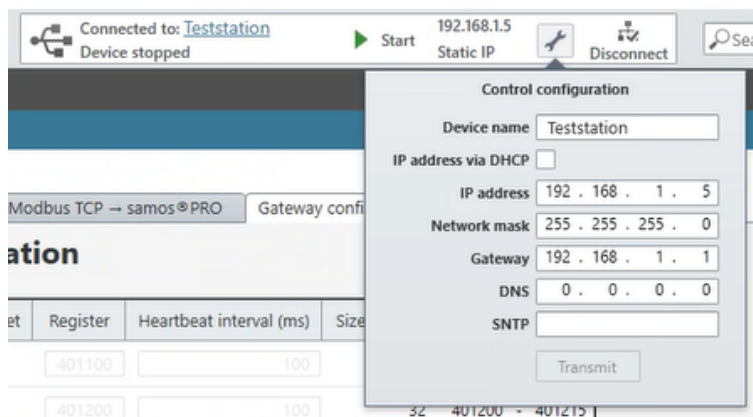 Connected to: Teststation
Device stopped
Start
192.168.1.5
Static IP
Disconnect
Sea
Control configuration
Device name Teststation
IP address via DHCP
IP address 192 . 168 . 1 . 5
Network mask 255 . 255 . 255 . 0
Gateway 192 . 168 . 1 . 1
DNS 0 . 0 . 0 . 0
SNTP
Transmit
Modbus TCP → samos®PRO
Gateway confi
ation
et Register Heartbeat interval (ms) Size
401100 100
401200 100 32 401200 - 401215